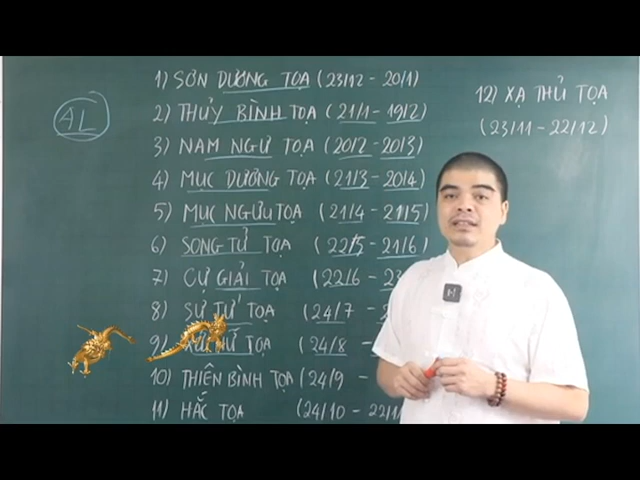 AL
1) SƠN DƯƠNG TỌA (23/12 - 20/1)
2) THỦY BÌNH TỌA (21/1 - 19/2)
3) NAM NGƯ TỌA (20/2 - 20/3)
4) MỤC DƯƠNG TỌA (21/3 - 20/4)
5) MỤC NGƯU TỌA (21/4 - 21/5)
6) SONG TỬ TỌA (22/5 - 21/6)
7) CỰ GIẢI TỌA (22/6 -
8) SƯ TỬ TỌA (24/7 -
9) NỮ TỌA (24/8 -
10) THIÊN BÌNH TỌA (24/9 -
11) HẮC TỌA (24/10 - 22/11
12) XẠ THỦ TỌA
(23/11 - 22/12)